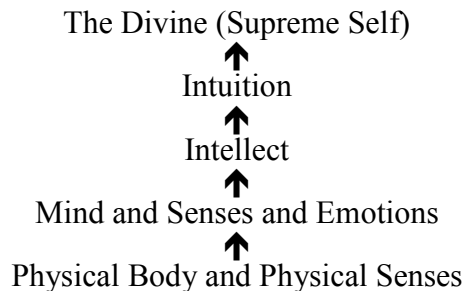 The Divine (Supreme Self)
Intuition
Intellect
Mind and Senses and Emotions
Physical Body and Physical Senses